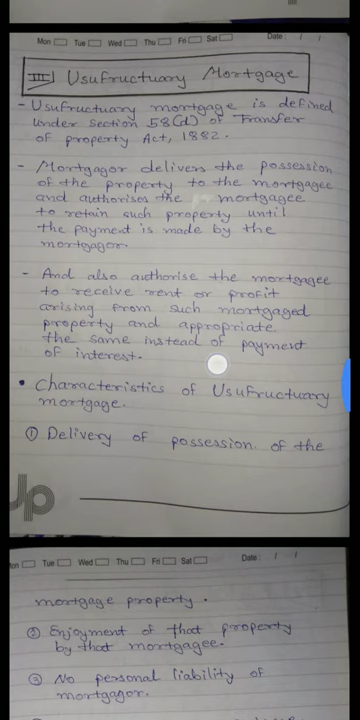 Mon Tue Wed Thu Fri Sat Date: / /
III] Usufructuary Mortgage
- Usufructuary mortgage is defined
under section 58(d) of Transfer
of property Act, 1882.
- Mortgagor delivers the possession
of the property to the mortgagee
and authorises the mortgagee
to retain such property until
the payment is made by the
mortgagor.
- And also authorise the mortgagee
to receive rent or profit
arising from such mortgaged
property and appropriate
the same instead of payment
of interest.
• Characteristics of Usufructuary
mortgage.
① Delivery of possession of the
Jp
on Tue Wed Thu Fri Sat Date: / /
mortgage property.
② Enjoyment of that property
by that mortgagee.
③ No personal liability of
mortgagor.